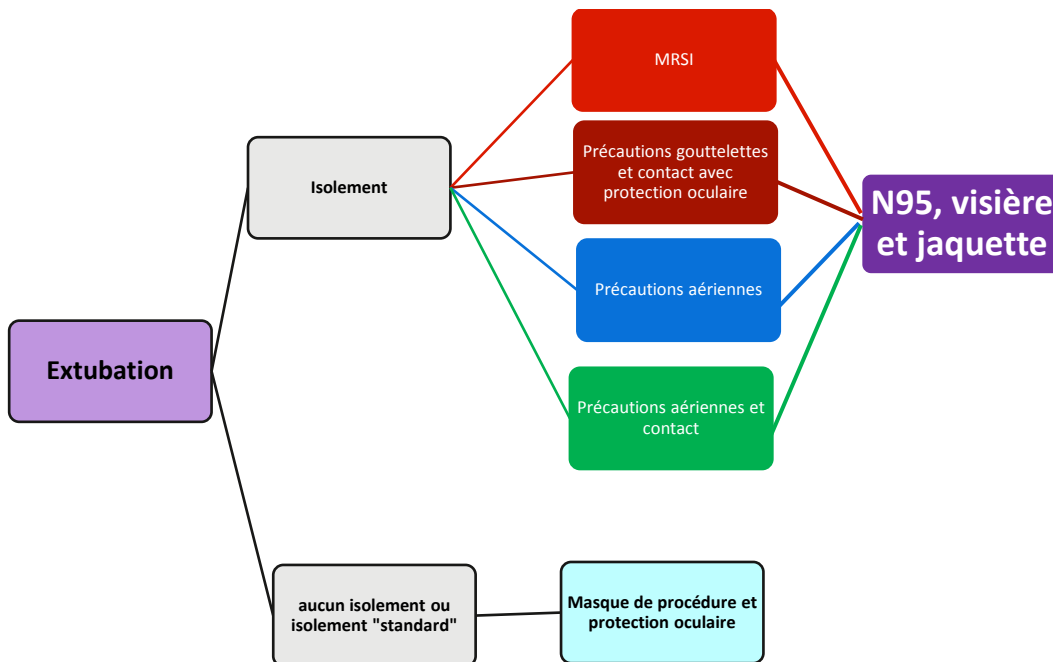 MRSI
Précautions gouttelettes
et contact avec
protection oculaire
Isolement
N95, visière
et jaquette
Précautions aériennes
Extubation
Précautions aériennes et
contact
aucun isolement ou
isolement "standard"
Masque de procédure et
protection oculaire